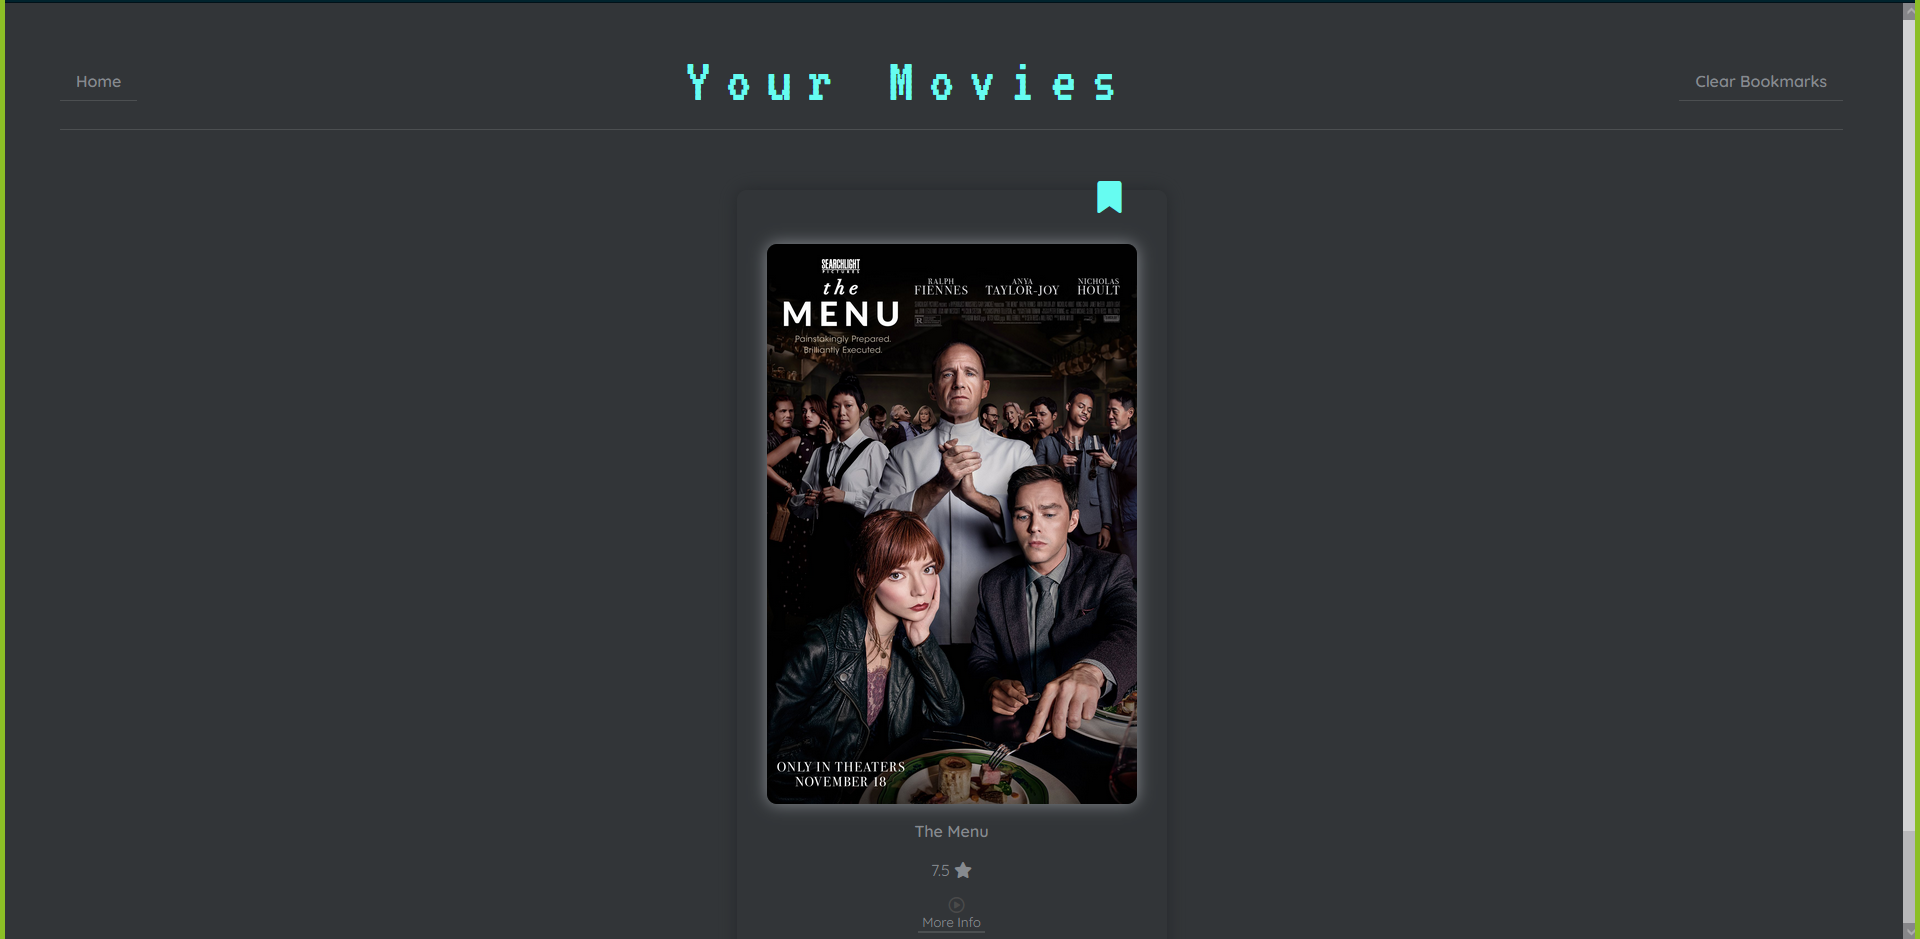 Home
Your Movies
Clear Bookmarks
SEARCHLIGHT
PICTURES
the
MENU
Painstakingly Prepared.
Brilliantly Executed.
RALPH
FIENNES
ANYA
TAYLOR-JOY
NICHOLAS
HOULT
R
ONLY IN THEATERS
NOVEMBER 18
The Menu
7.5
More Info